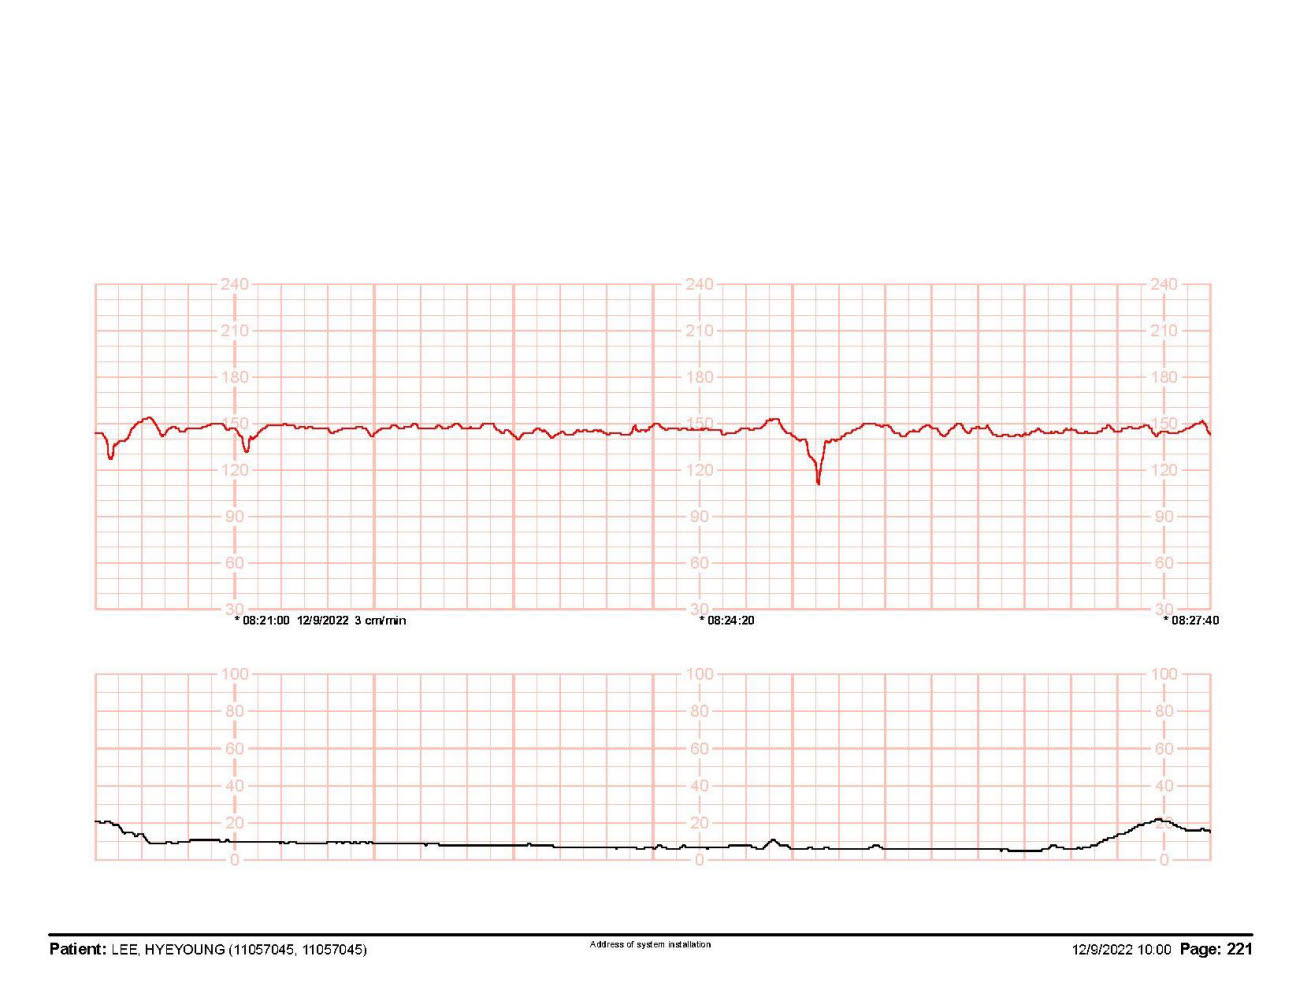 240 240 240
210 210 210
180 180 180
150 150 150
120 120 120
90 90 90
60 60 60
30 30 30
* 08:21:00 12/9/2022 3 cm/min * 08:24:20 * 08:27:40
100 100 100
80 80 80
60 60 60
40 40 40
20 20 20
0 0 0
Patient: LEE, HYEYOUNG (11057045, 11057045) Address of system installation 12/9/2022 10:00 Page: 221